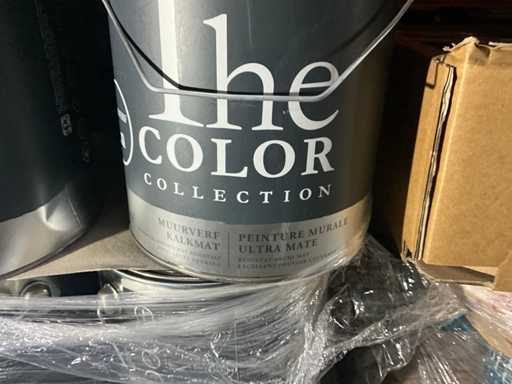 The
COLOR
COLLECTION
MUURVERF
KALKMAT
PEINTURE MURALE
ULTRA MATE